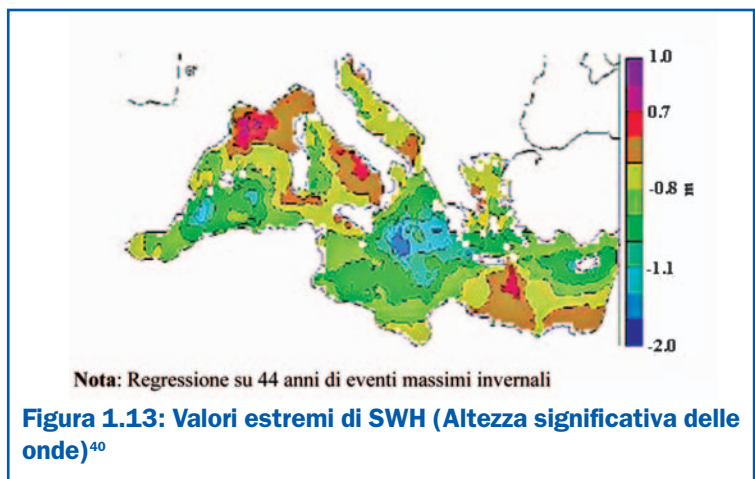 0°
1.0
0.7
-0.8
m
-1.1
-2.0
Nota: Regressione su 44 anni di eventi massimi invernali
Figura 1.13: Valori estremi di SWH (Altezza significativa delle
onde)⁴⁰